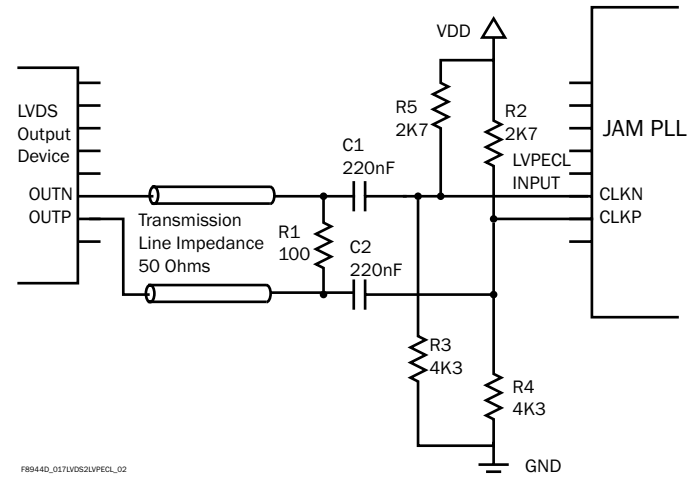 VDD
LVDS
Output
Device
R5
2K7
R2
2K7
JAM PLL
C1
220nF
LVPECL
INPUT
OUTN
OUTP
CLKN
CLKP
Transmission
Line Impedance
50 Ohms
R1
100
C2
220nF
R3
4K3
R4
4K3
GND
F8944D_017LVDS2LVPECL_02